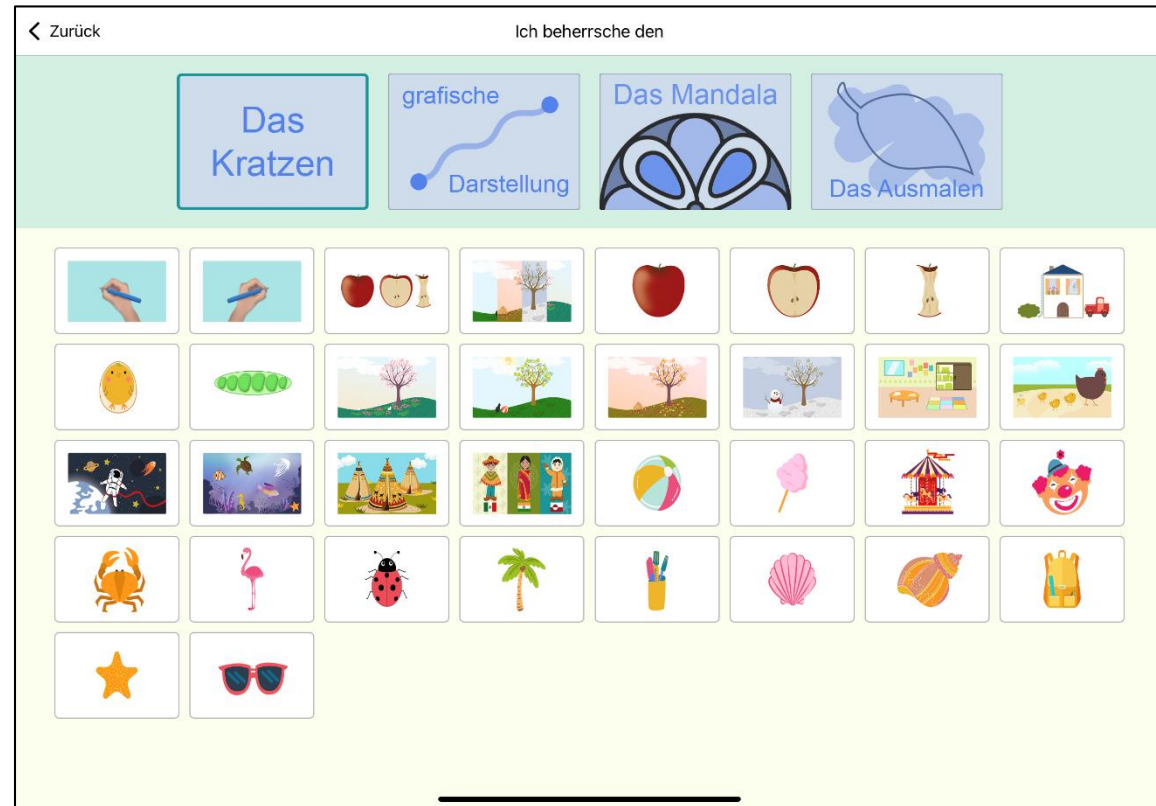 Zurück
Ich beherrsche den
Das
Kratzen
grafische
Darstellung
Das Mandala
Das Ausmalen